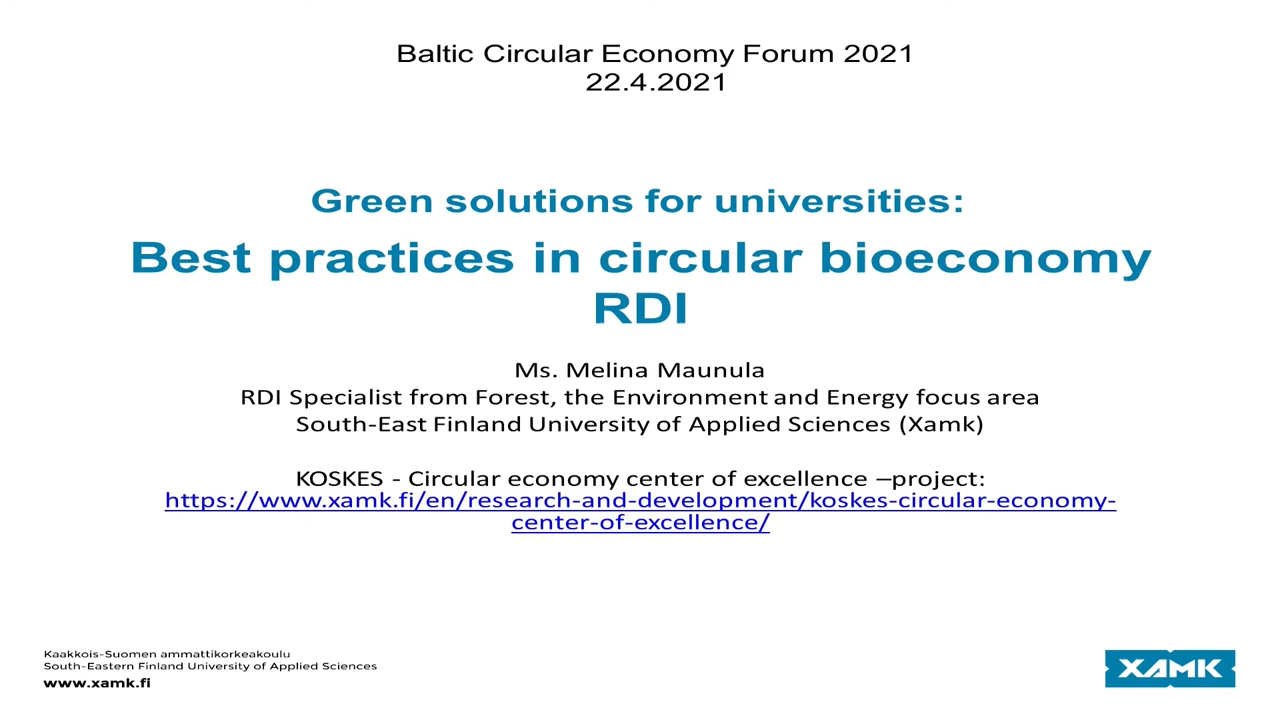 Baltic Circular Economy Forum 2021
22.4.2021
Green solutions for universities:
Best practices in circular bioeconomy
RDI
Ms. Melina Maunula
RDI Specialist from Forest, the Environment and Energy focus area
South-East Finland University of Applied Sciences (Xamk)
KOSKES - Circular economy center of excellence –project:
https://www.xamk.fi/en/research-and-development/koskes-circular-economy-
center-of-excellence/
Kaakkois-Suomen ammattikorkeakoulu
South-Eastern Finland University of Applied Sciences
www.xamk.fi
XAMK